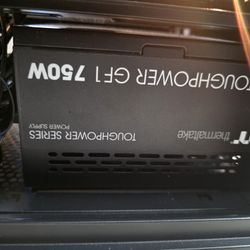 thermaltake
TOUGHPOWER SERIES
POWER SUPPLY
TOUGHPOWER GF1 750W